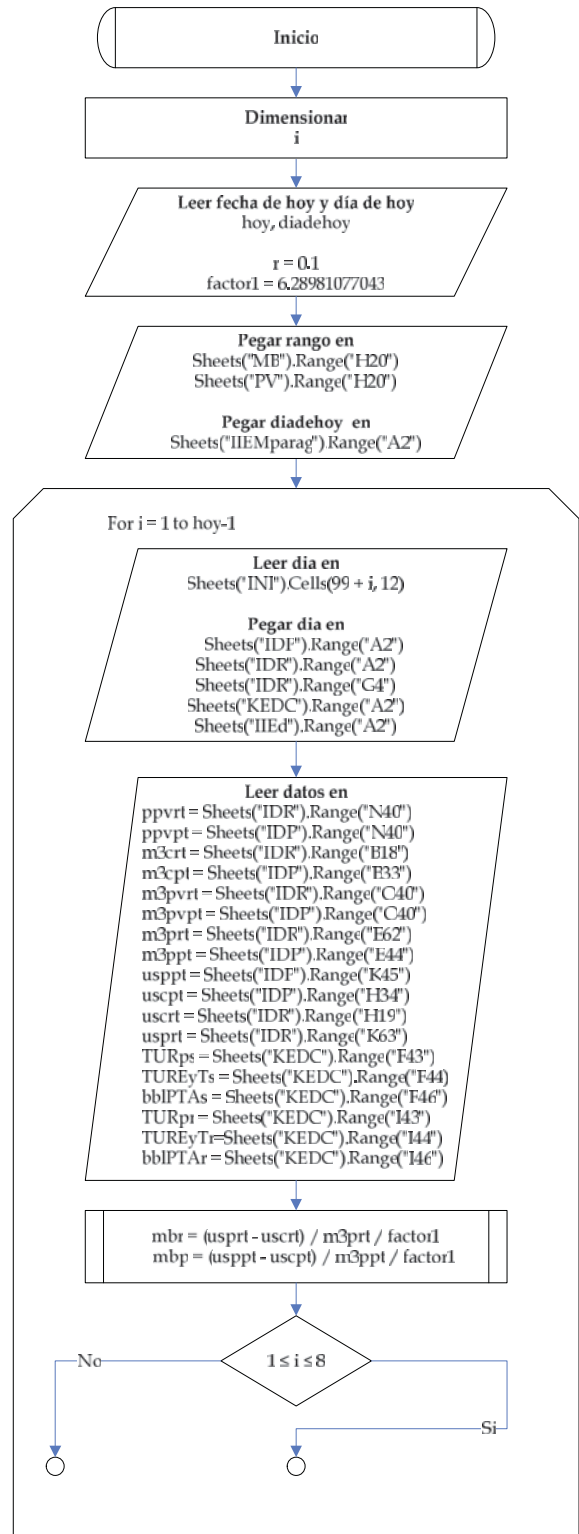 Inicio
Dimensionar
i
Leer fecha de hoy y día de hoy
hoy, diadehoy
r = 0.1
factor1 = 6.28981077043
Pegar rango en
Sheets("MB").Range("H20")
Sheets("PV").Range("H20")
Pegar diadehoy en
Sheets("IIEMparag").Range("A2")
For i = 1 to hoy-1
Leer dia en
Sheets("INI").Cells(99 + i, 12)
Pegar dia en
Sheets("IDP").Range("A2")
Sheets("IDR").Range("A2")
Sheets("IDR").Range("G4")
Sheets("KEDC").Range("A2")
Sheets("IIEd").Range("A2")
Leer datos en
ppvrt = Sheets("IDR").Range("N40")
ppvpt = Sheets("IDP").Range("N40")
m3crt = Sheets("IDR").Range("B18")
m3cpt = Sheets("IDP").Range("B33")
m3pvrt = Sheets("IDR").Range("C40")
m3pvpt = Sheets("IDP").Range("C40")
m3prt = Sheets("IDR").Range("E62")
m3ppt = Sheets("IDP").Range("E44")
usppt = Sheets("IDP").Range("K45")
uscpt = Sheets("IDP").Range("H34")
uscrt = Sheets("IDR").Range("H19")
usprt = Sheets("IDR").Range("K63")
TURps = Sheets("KEDC").Range("F43")
TUREyTs = Sheets("KEDC").Range("F44)
bblPTAs = Sheets("KEDC").Range("F46")
TURpr = Sheets("KEDC").Range("I43")
TUREyTr=Sheets("KEDC").Range("I44")
bblPTAr = Sheets("KEDC").Range("I46")
mbr = (usprt - uscrt) / m3prt / factor1
mbp = (usppt - uscpt) / m3ppt / factor1
1 ≤ i ≤ 8
No
Si